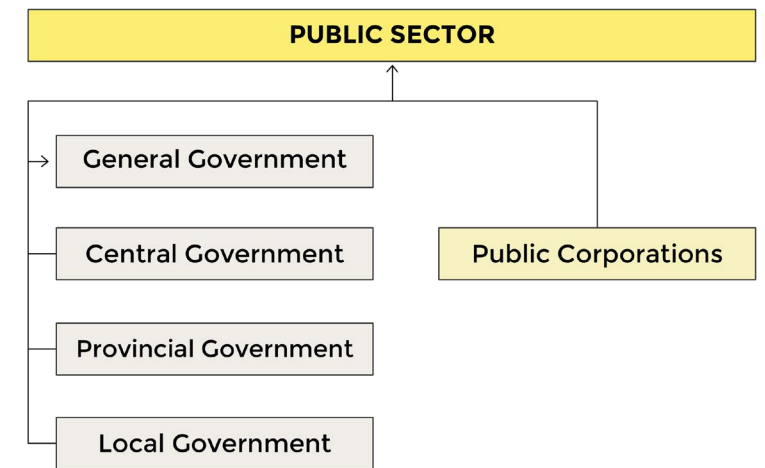 PUBLIC SECTOR
General Government
Central Government
Public Corporations
Provincial Government
Local Government